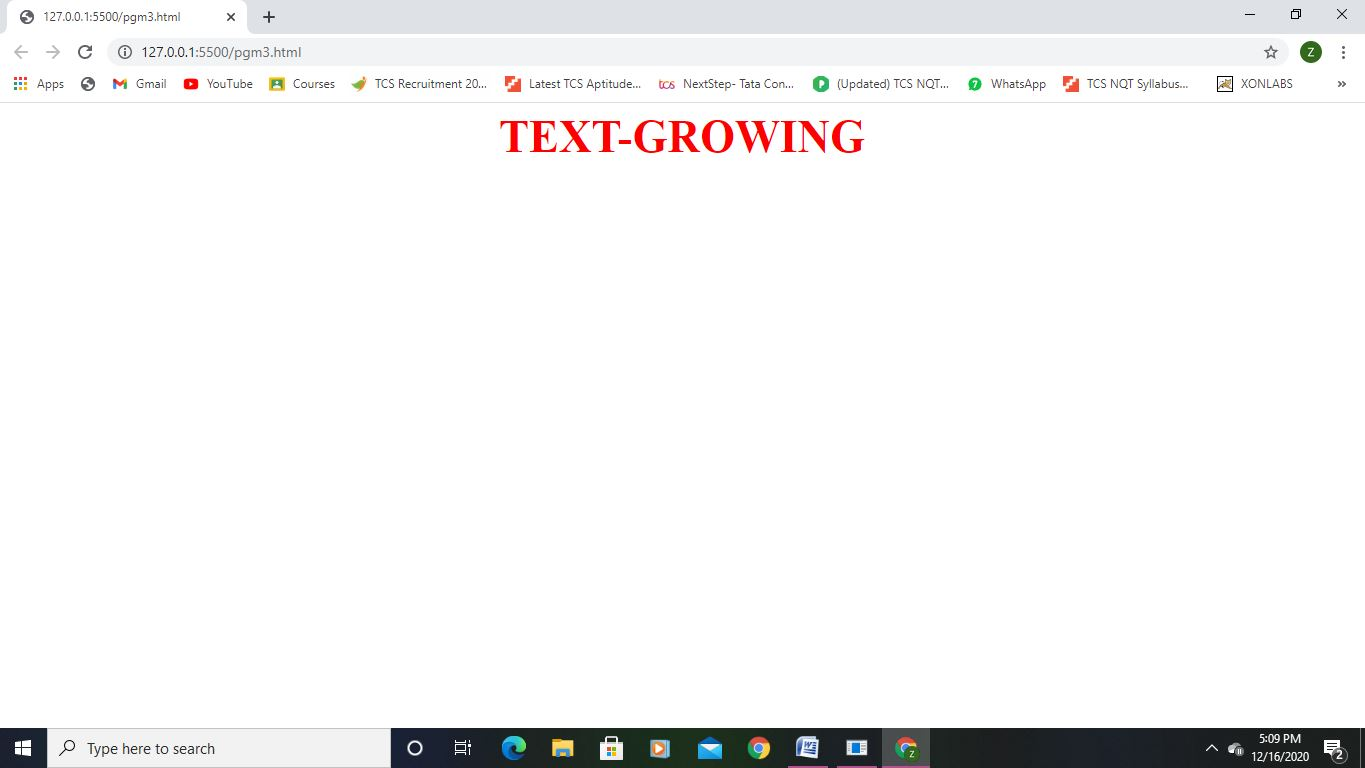 127.0.0.1:5500/pgm3.html
127.0.0.1:5500/pgm3.html
Z
Apps Gmail YouTube Courses TCS Recruitment 20... Latest TCS Aptitude... tcs NextStep- Tata Con... (Updated) TCS NQT... 7 WhatsApp TCS NQT Syllabus... XONLABS »
TEXT-GROWING
Type here to search
Z
5:09 PM
12/16/2020
2